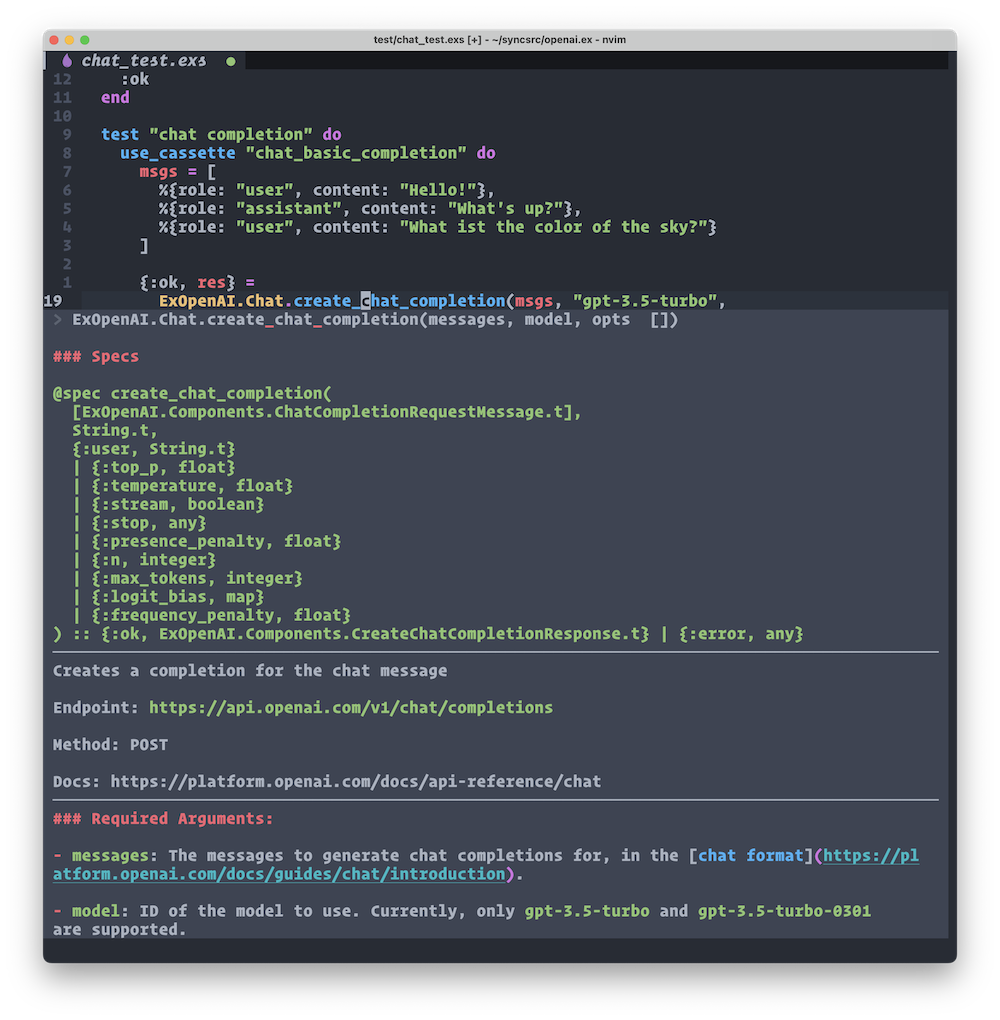 test/chat_test.exs [+] - ~/syncsrc/openai.ex - nvim
chat_test.exs ●
12 :ok
11 end
10
9 test "chat completion" do
8 use_cassette "chat_basic_completion" do
7 msgs = [
6 %{role: "user", content: "Hello!"},
5 %{role: "assistant", content: "What's up?"},
4 %{role: "user", content: "What ist the color of the sky?"}
3 ]
2
1 {:ok, res} =
19 ExOpenAI.Chat.create_chat_completion(msgs, "gpt-3.5-turbo",
> ExOpenAI.Chat.create_chat_completion(messages, model, opts  [])
### Specs
@spec create_chat_completion(
[ExOpenAI.Components.ChatCompletionRequestMessage.t],
String.t,
{:user, String.t}
| {:top_p, float}
| {:temperature, float}
| {:stream, boolean}
| {:stop, any}
| {:presence_penalty, float}
| {:n, integer}
| {:max_tokens, integer}
| {:logit_bias, map}
| {:frequency_penalty, float}
) :: {:ok, ExOpenAI.Components.CreateChatCompletionResponse.t} | {:error, any}
Creates a completion for the chat message
Endpoint: https://api.openai.com/v1/chat/completions
Method: POST
Docs: https://platform.openai.com/docs/api-reference/chat
### Required Arguments:
- messages: The messages to generate chat completions for, in the [chat format](https://pl
atform.openai.com/docs/guides/chat/introduction).
- model: ID of the model to use. Currently, only gpt-3.5-turbo and gpt-3.5-turbo-0301
are supported.